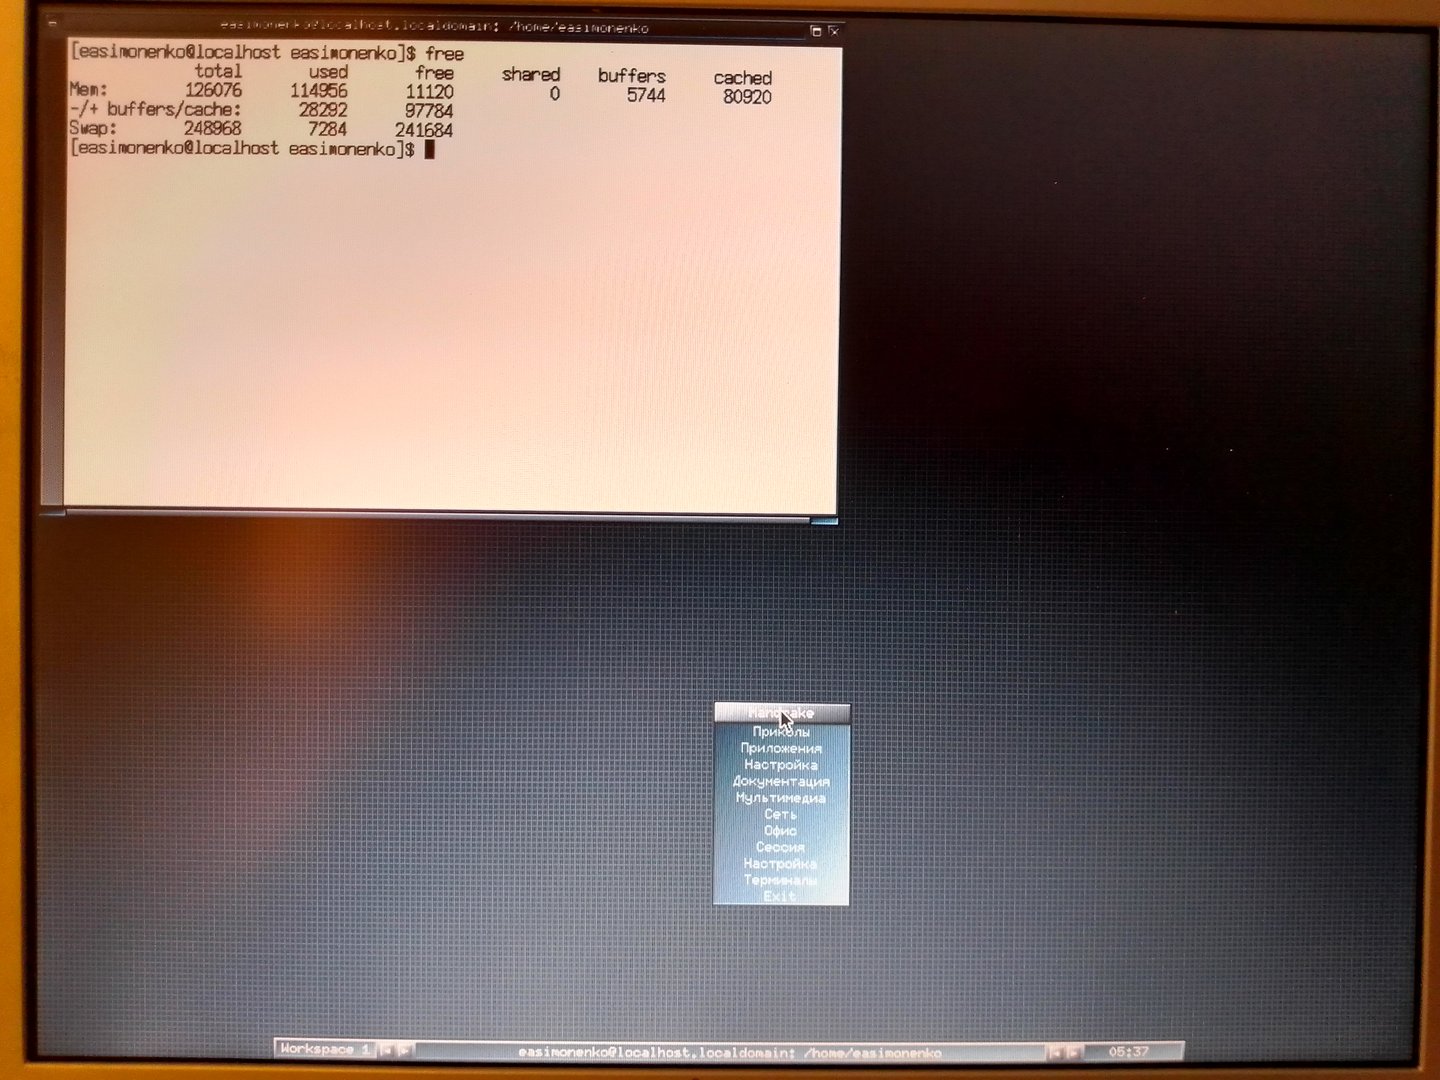 easimonenko@localhost.localdomain: /home/easimonenko
[easimonenko@localhost easimonenko]$ free
total used free shared buffers cached
Mem: 126076 114956 11120 0 5744 80920
-/+ buffers/cache: 28292 97784
Swap: 248968 7284 241684
[easimonenko@localhost easimonenko]$
Приколы
Приложения
Настройка
Документация
Мультимедиа
Сеть
Офис
Сессия
Настройка
Терминалы
Exit
Workspace 1 easimonenko@localhost.localdomain: /home/easimonenko 05:37